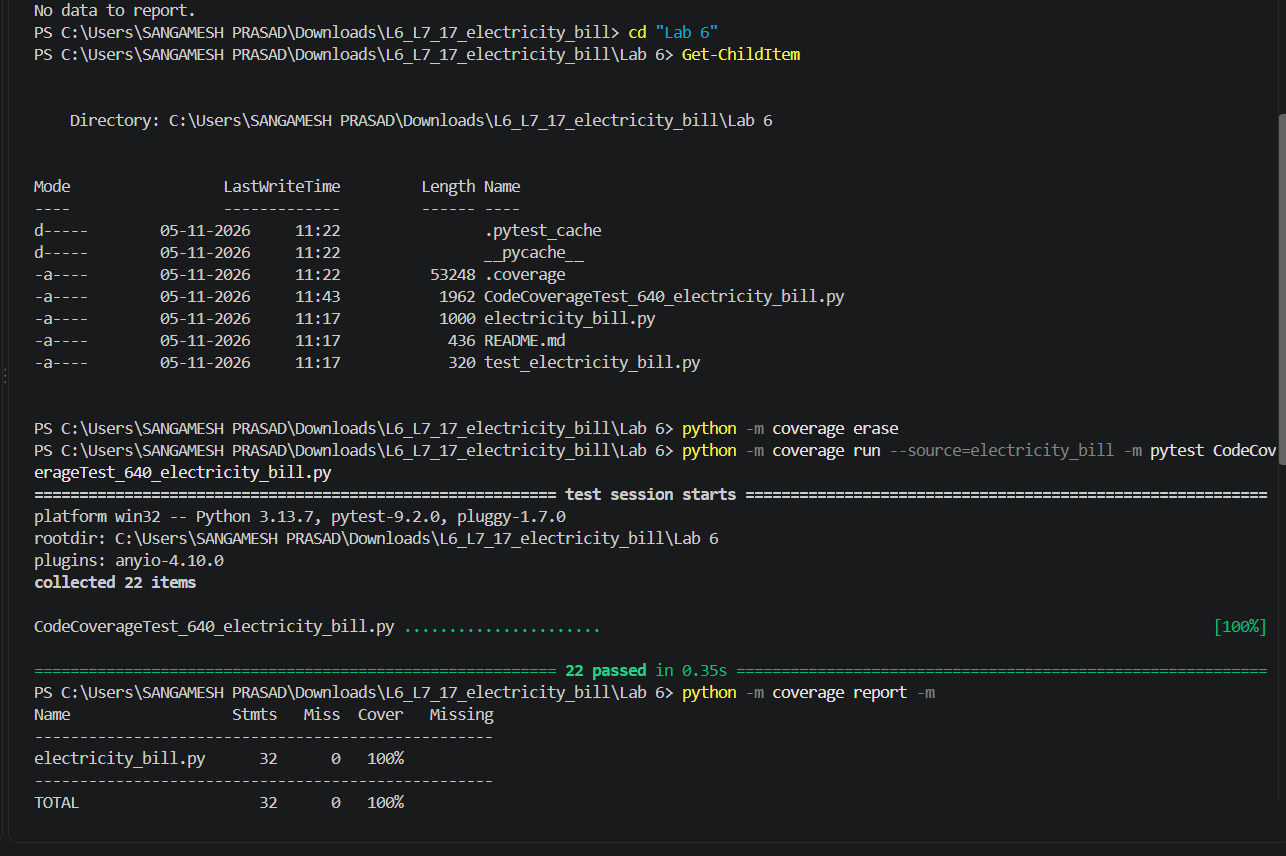 No data to report.
PS C:\Users\SANGAMESH PRASAD\Downloads\L6_L7_17_electricity_bill> cd "Lab 6"
PS C:\Users\SANGAMESH PRASAD\Downloads\L6_L7_17_electricity_bill\Lab 6> Get-ChildItem
Directory: C:\Users\SANGAMESH PRASAD\Downloads\L6_L7_17_electricity_bill\Lab 6
Mode                 LastWriteTime         Length Name
----                 -------------         ------ ----
d-----        05-11-2026     11:22                .pytest_cache
d-----        05-11-2026     11:22                __pycache__
-a----        05-11-2026     11:22          53248 .coverage
-a----        05-11-2026     11:43           1962 CodeCoverageTest_640_electricity_bill.py
-a----        05-11-2026     11:17           1000 electricity_bill.py
-a----        05-11-2026     11:17            436 README.md
-a----        05-11-2026     11:17            320 test_electricity_bill.py
PS C:\Users\SANGAMESH PRASAD\Downloads\L6_L7_17_electricity_bill\Lab 6> python -m coverage erase
PS C:\Users\SANGAMESH PRASAD\Downloads\L6_L7_17_electricity_bill\Lab 6> python -m coverage run --source=electricity_bill -m pytest CodeCov
erageTest_640_electricity_bill.py
========================================================== test session starts ==========================================================
platform win32 -- Python 3.13.7, pytest-9.2.0, pluggy-1.7.0
rootdir: C:\Users\SANGAMESH PRASAD\Downloads\L6_L7_17_electricity_bill\Lab 6
plugins: anyio-4.10.0
collected 22 items
CodeCoverageTest_640_electricity_bill.py ...................... [100%]
========================================================== 22 passed in 0.35s ===========================================================
PS C:\Users\SANGAMESH PRASAD\Downloads\L6_L7_17_electricity_bill\Lab 6> python -m coverage report -m
Name                  Stmts   Miss  Cover   Missing
---------------------------------------------------
electricity_bill.py      32      0   100%
---------------------------------------------------
TOTAL                    32      0   100%